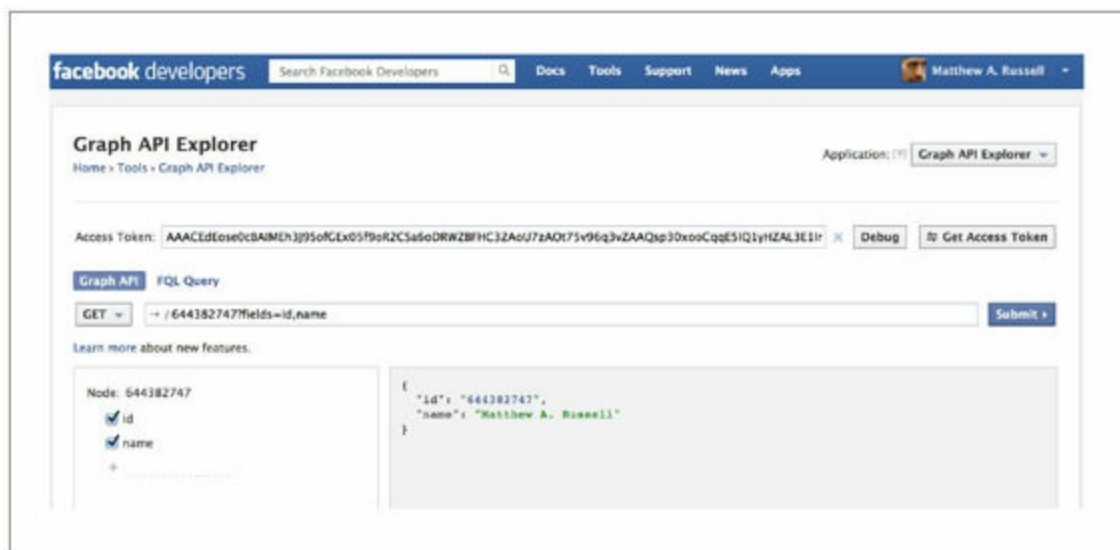 facebook developers Search Facebook Developers Docs Tools Support News Apps Matthew A. Russell
Graph API Explorer
Home › Tools › Graph API Explorer
Application: [?] Graph API Explorer
Access Token: Debug Get Access Token
Graph API FQL Query
GET → /644382747?fields=id,name Submit ›
Learn more about new features.
Node: 644382747
id
name
+
{
"id": "644382747",
"name": "Matthew A. Russell"
}